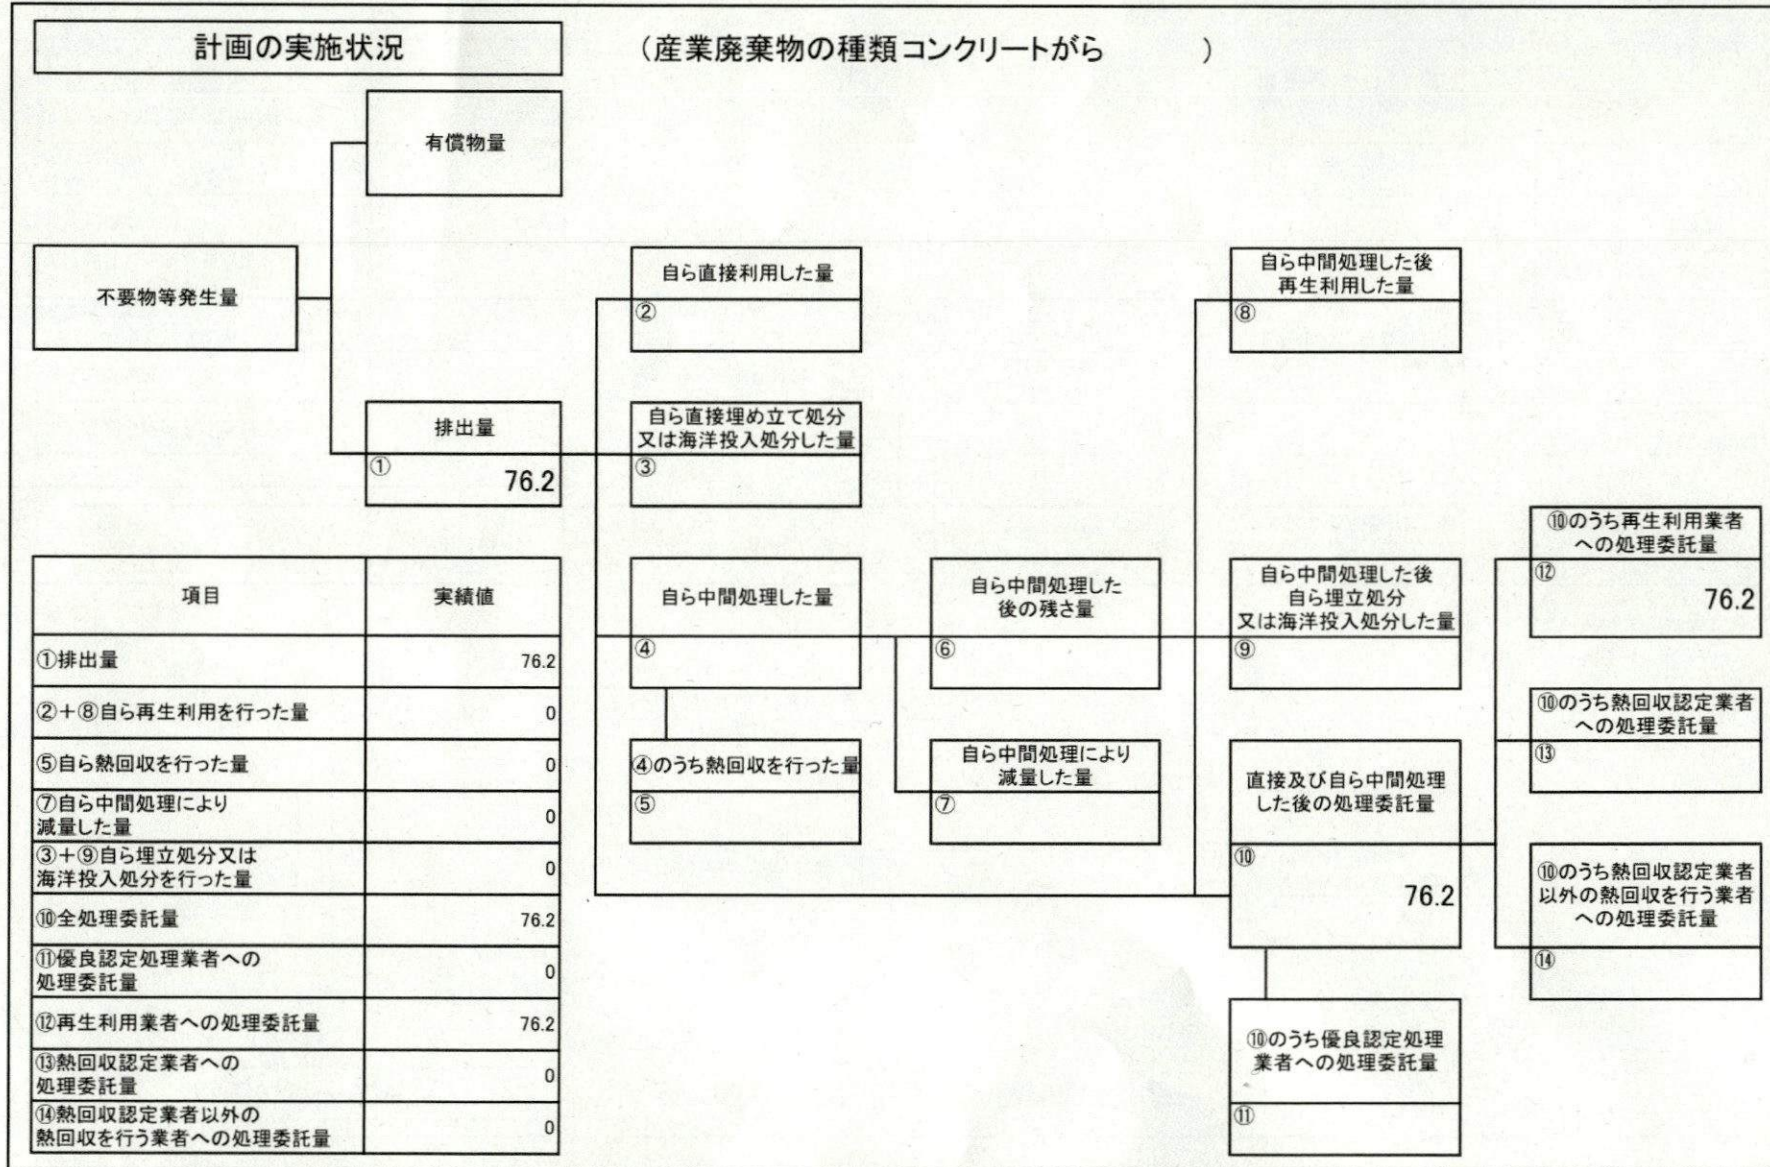 計画の実施状況
（産業廃棄物の種類コンクリートがら　　　　）
有償物量
不要物等発生量
自ら直接利用した量
②
自ら中間処理した後
再生利用した量
⑧
排出量
①
76.2
自ら直接埋め立て処分
又は海洋投入処分した量
③
⑩のうち再生利用業者
への処理委託量
⑫
76.2
自ら中間処理した量
④
自ら中間処理した
後の残さ量
⑥
自ら中間処理した後
自ら埋立処分
又は海洋投入処分した量
⑨
⑩のうち熱回収認定業者
への処理委託量
⑬
④のうち熱回収を行った量
⑤
自ら中間処理により
減量した量
⑦
直接及び自ら中間処理
した後の処理委託量
⑩
76.2
⑩のうち熱回収認定業者
以外の熱回収を行う業者
への処理委託量
⑭
⑩のうち優良認定処理
業者への処理委託量
⑪
項目 実績値
①排出量 76.2
②＋⑧自ら再生利用を行った量 0
⑤自ら熱回収を行った量 0
⑦自ら中間処理により
減量した量 0
③＋⑨自ら埋立処分又は
海洋投入処分を行った量 0
⑩全処理委託量 76.2
⑪優良認定処理業者への
処理委託量 0
⑫再生利用業者への処理委託量 76.2
⑬熱回収認定業者への
処理委託量 0
⑭熱回収認定業者以外の
熱回収を行う業者への処理委託量 0